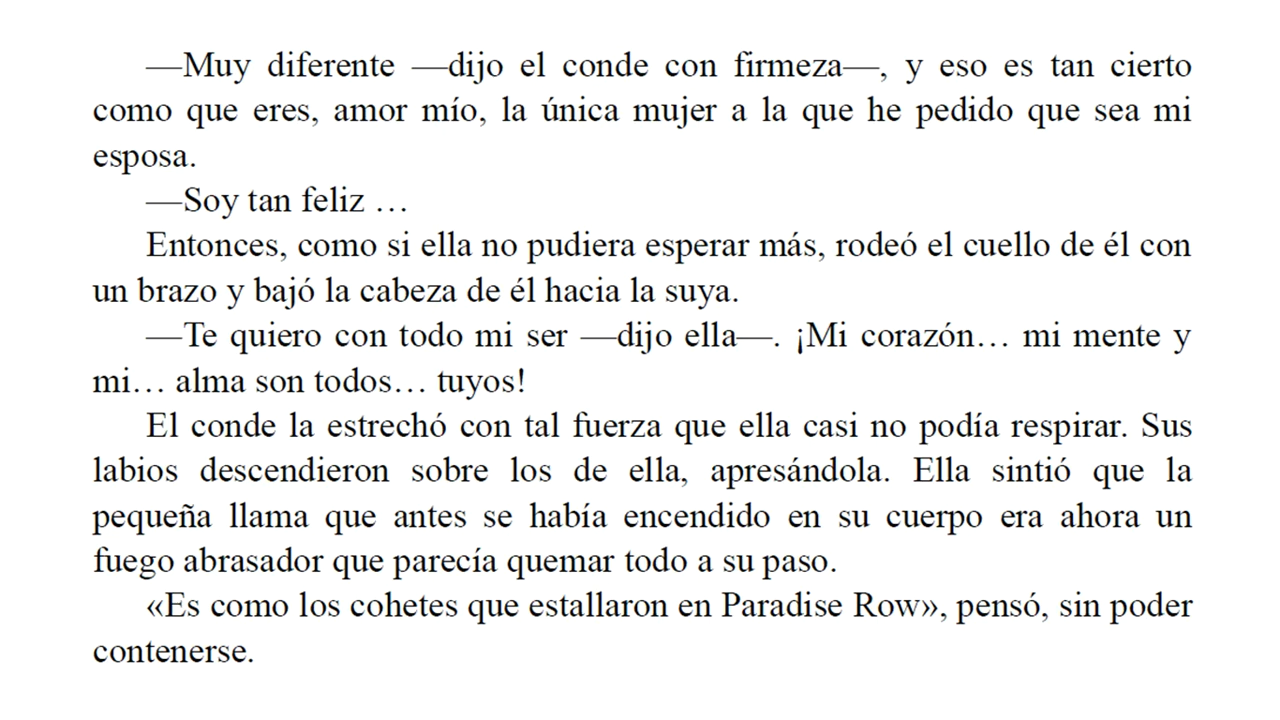 —Muy diferente —dijo el conde con firmeza—, y eso es tan cierto
como que eres, amor mío, la única mujer a la que he pedido que sea mi
esposa.
—Soy tan feliz …
Entonces, como si ella no pudiera esperar más, rodeó el cuello de él con
un brazo y bajó la cabeza de él hacia la suya.
—Te quiero con todo mi ser —dijo ella—. ¡Mi corazón… mi mente y
mi… alma son todos… tuyos!
El conde la estrechó con tal fuerza que ella casi no podía respirar. Sus
labios descendieron sobre los de ella, apresándola. Ella sintió que la
pequeña llama que antes se había encendido en su cuerpo era ahora un
fuego abrasador que parecía quemar todo a su paso.
«Es como los cohetes que estallaron en Paradise Row», pensó, sin poder
contenerse.